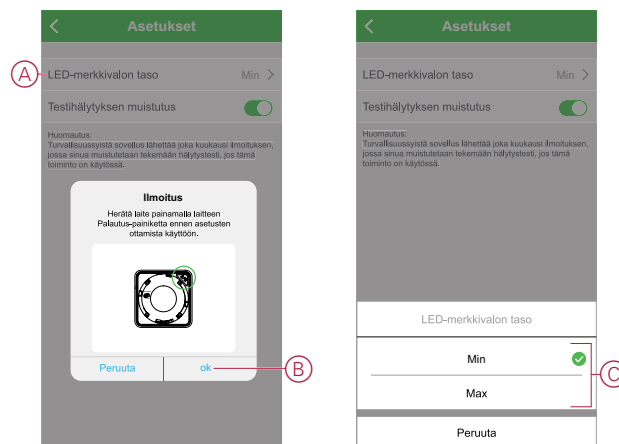 Asetukset
A
LED-merkkivalon taso
Min
Testihälytyksen muistutus
Huomautus:
Turvallisuussyistä sovellus lähettää joka kuukausi ilmoituksen,
jossa sinua muistutetaan tekemään hälytystesti, jos tämä
toiminto on käytössä.
Ilmoitus
Herätä laite painamalla laitteen
Palautus-painiketta ennen asetusten
ottamista käyttöön.
Peruuta
ok
B
Asetukset
LED-merkkivalon taso
Min
Testihälytyksen muistutus
Huomautus:
Turvallisuussyistä sovellus lähettää joka kuukausi ilmoituksen,
jossa sinua muistutetaan tekemään hälytystesti, jos tämä
toiminto on käytössä.
LED-merkkivalon taso
Min
Max
C
Peruuta